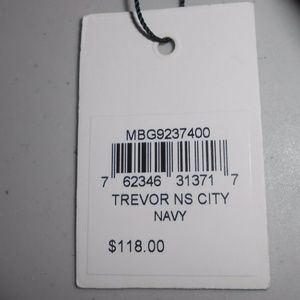 MBG9237400
7 62346 31371 7
TREVOR NS CITY
NAVY
$118.00